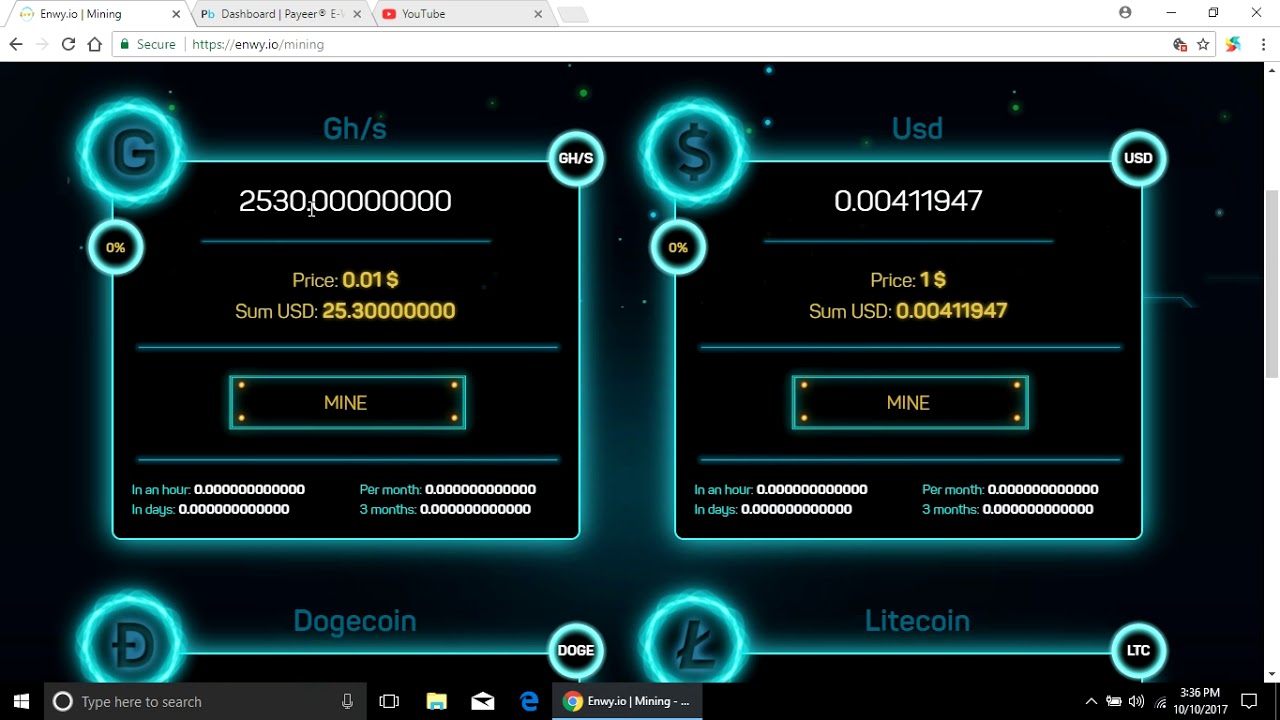 Enwy.io | Mining
Dashboard | Payeer® E-
YouTube
Secure
https://enwy.io/mining
Gh/s
Usd
G
GH/S
$
USD
2530.00000000
0.00411947
0%
0%
Price: 0.01 $
Price: 1 $
Sum USD: 25.30000000
Sum USD: 0.00411947
MINE
MINE
In an hour: 0.000000000000
Per month: 0.000000000000
In an hour: 0.000000000000
Per month: 0.000000000000
In days: 0.000000000000
3 months: 0.000000000000
In days: 0.000000000000
3 months: 0.000000000000
Dogecoin
Litecoin
Ð
DOGE
Ł
LTC
Type here to search
Enwy.io | Mining - ...
3:36 PM
10/10/2017